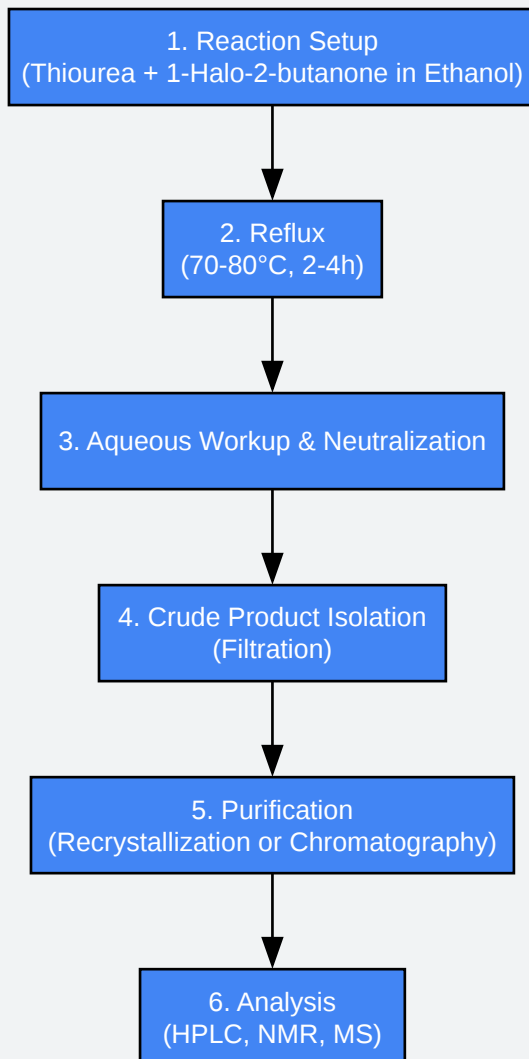 1. Reaction Setup
(Thiourea + 1-Halo-2-butanone in Ethanol)
2. Reflux
(70-80°C, 2-4h)
3. Aqueous Workup & Neutralization
4. Crude Product Isolation
(Filtration)
5. Purification
(Recrystallization or Chromatography)
6. Analysis
(HPLC, NMR, MS)